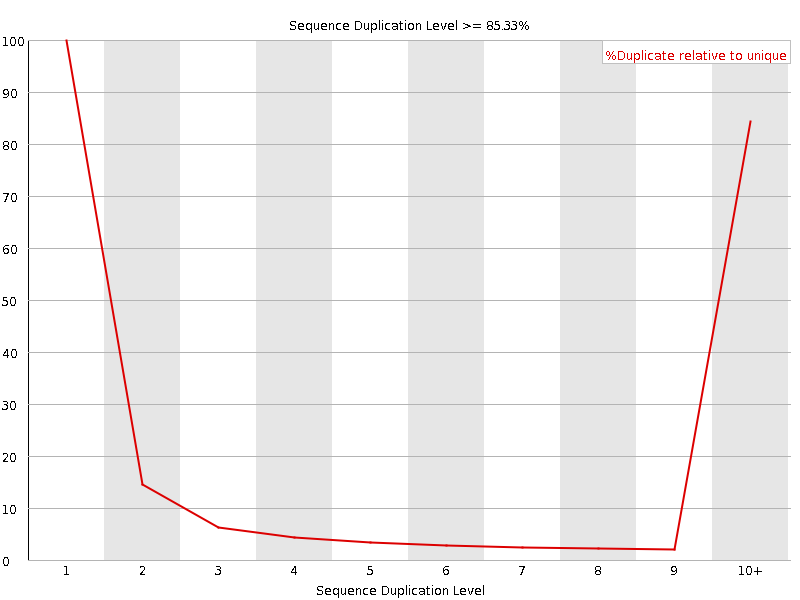 Sequence Duplication Level >= 85.33%
%Duplicate relative to unique
100
90
80
70
60
50
40
30
20
10
0
1 2 3 4 5 6 7 8 9 10+
Sequence Duplication Level